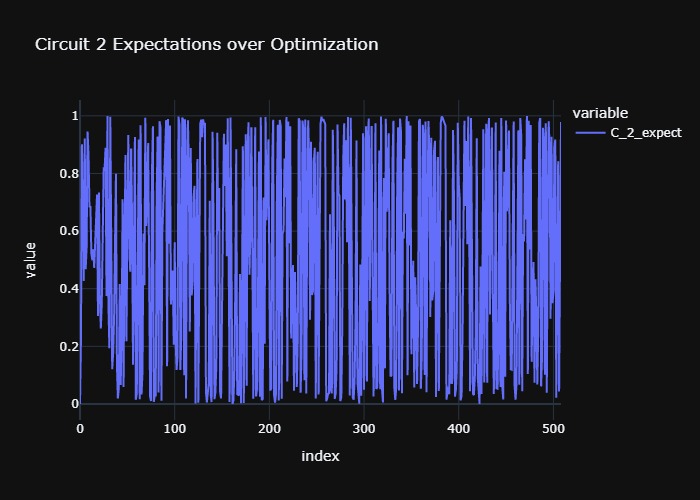 Circuit 2 Expectations over Optimization
variable
C_2_expect
1
0.8
0.6
0.4
0.2
0
value
0 100 200 300 400 500
index